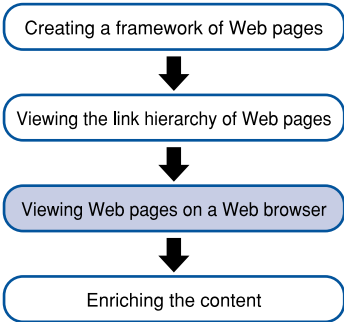 Creating a framework of Web pages
Viewing the link hierarchy of Web pages
Viewing Web pages on a Web browser
Enriching the content